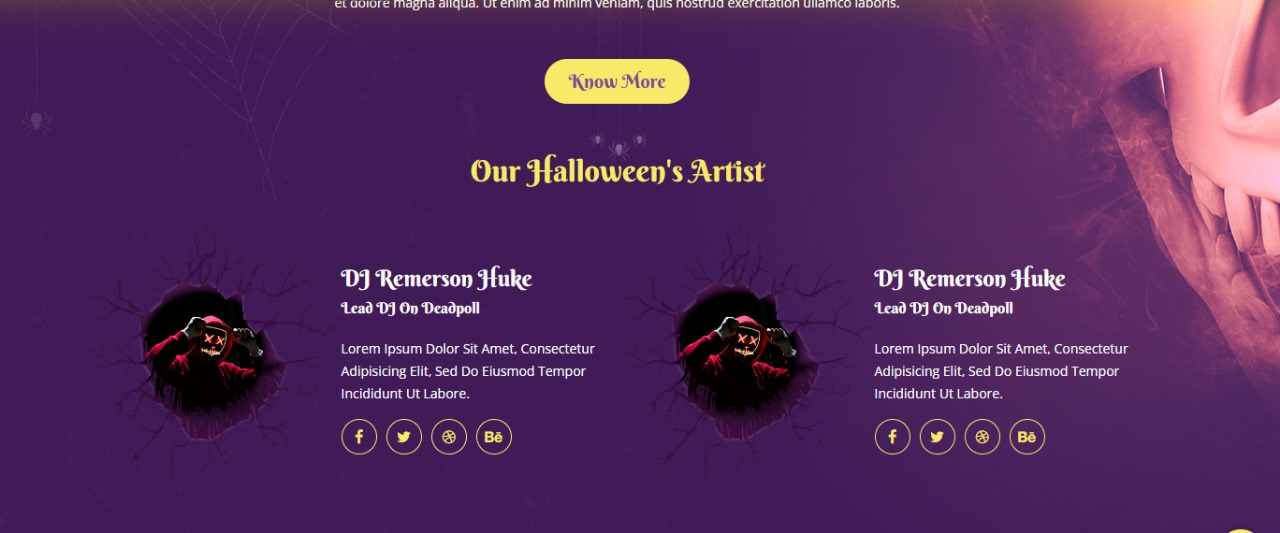 et dolore magna aliqua. Ut enim ad minim veniam, quis nostrud exercitation ullamco laboris.
Know More
Our Halloween's Artist
DJ Remerson Huke
Lead DJ On Deadpoll
Lorem Ipsum Dolor Sit Amet, Consectetur
Adipisicing Elit, Sed Do Eiusmod Tempor
Incididunt Ut Labore.
Bē
DJ Remerson Huke
Lead DJ On Deadpoll
Lorem Ipsum Dolor Sit Amet, Consectetur
Adipisicing Elit, Sed Do Eiusmod Tempor
Incididunt Ut Labore.
Bē